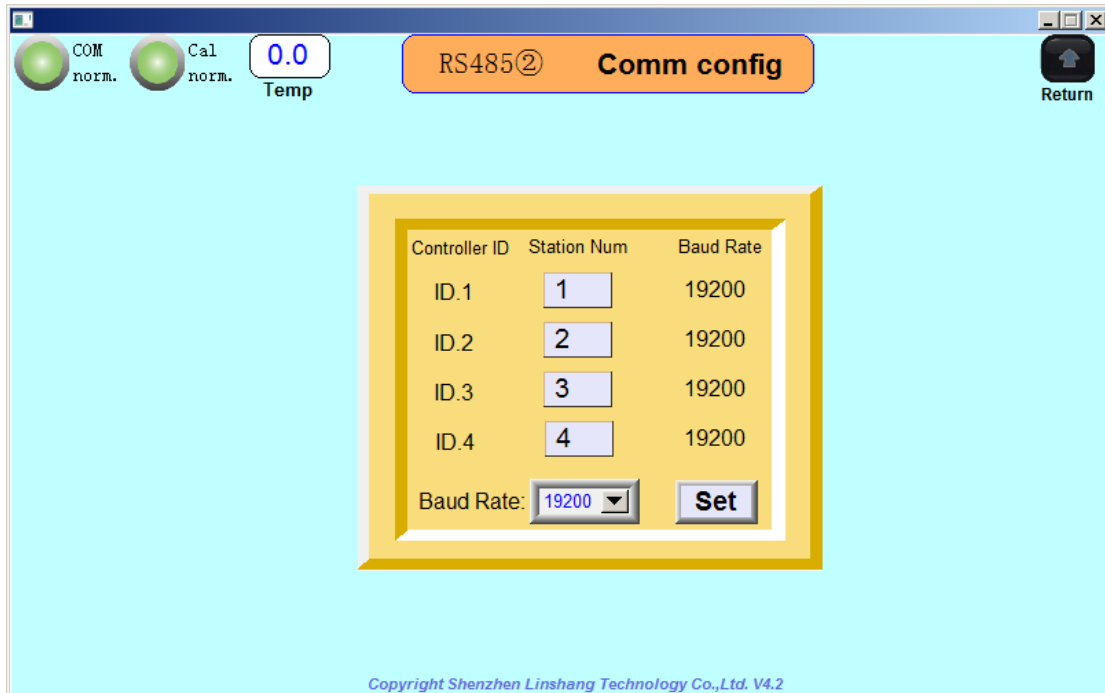 COM norm.
Cal norm.
0.0
Temp
RS485② Comm config
Return
Controller ID Station Num Baud Rate
ID.1 1 19200
ID.2 2 19200
ID.3 3 19200
ID.4 4 19200
Baud Rate: 19200 Set
Copyright Shenzhen Linshang Technology Co.,Ltd. V4.2